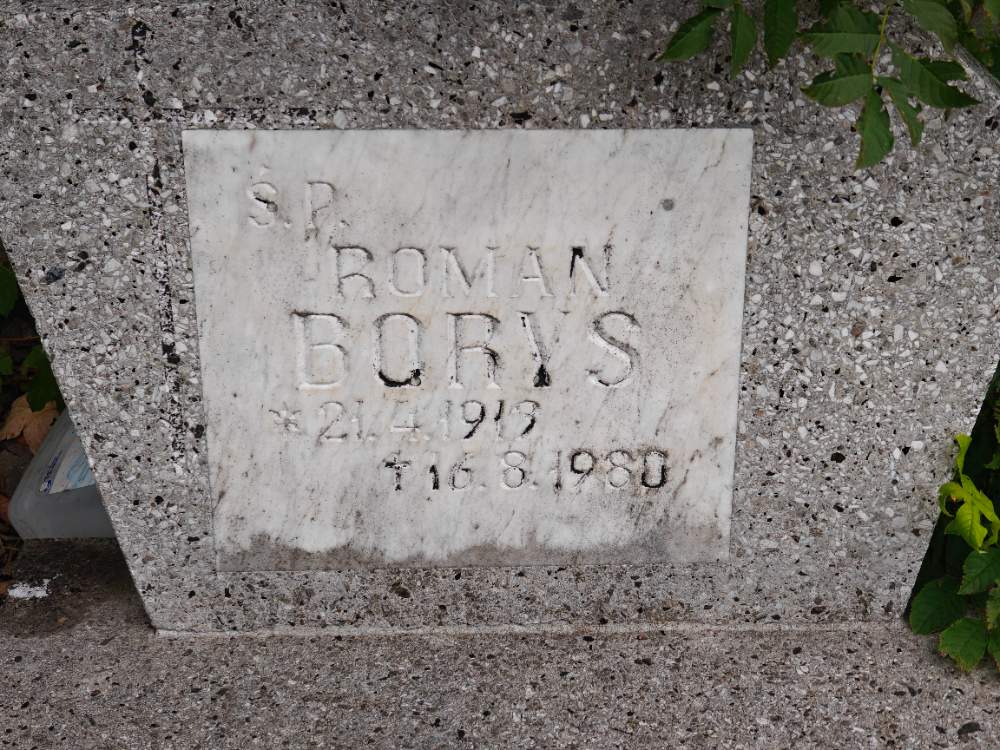 Ś.P.
ROMAN
BORYS
*21.4.1913
†16.8.1980